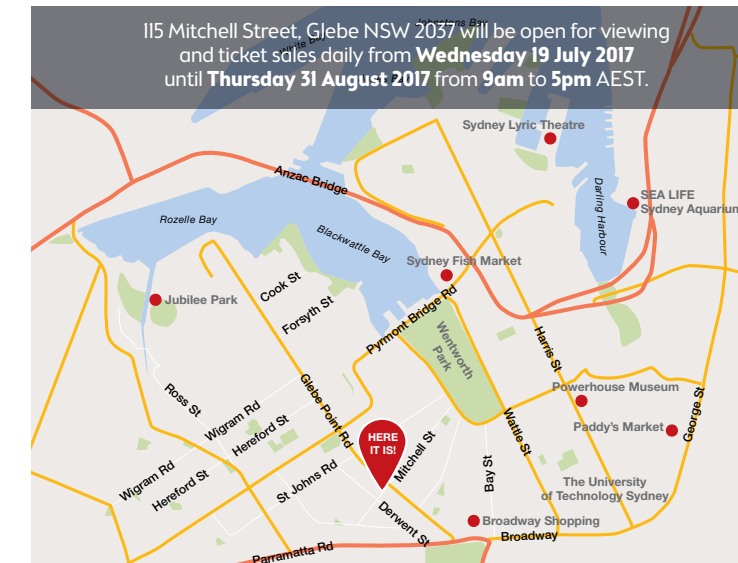 115 Mitchell Street, Glebe NSW 2037 will be open for viewing
and ticket sales daily from Wednesday 19 July 2017
until Thursday 31 August 2017 from 9am to 5pm AEST.
Johnstons Bay
White Bay
Sydney Lyric Theatre
Anzac Bridge
SEA LIFE
Sydney Aquarium
Darling Harbour
Rozelle Bay
Blackwattle Bay
Sydney Fish Market
Cook St
Jubilee Park
Forsyth St
Pyrmont Bridge Rd
Wentworth
Park
Harris St
Glebe Point Rd
Ross St
Powerhouse Museum
George St
Wigram Rd
Hereford St
Paddy's Market
Wattle St
HERE
IT IS!
Mitchell St
Bay St
Wigram Rd
Hereford St
St Johns Rd
The University
of Technology Sydney
Derwent St
Broadway Shopping
Broadway
Parramatta Rd